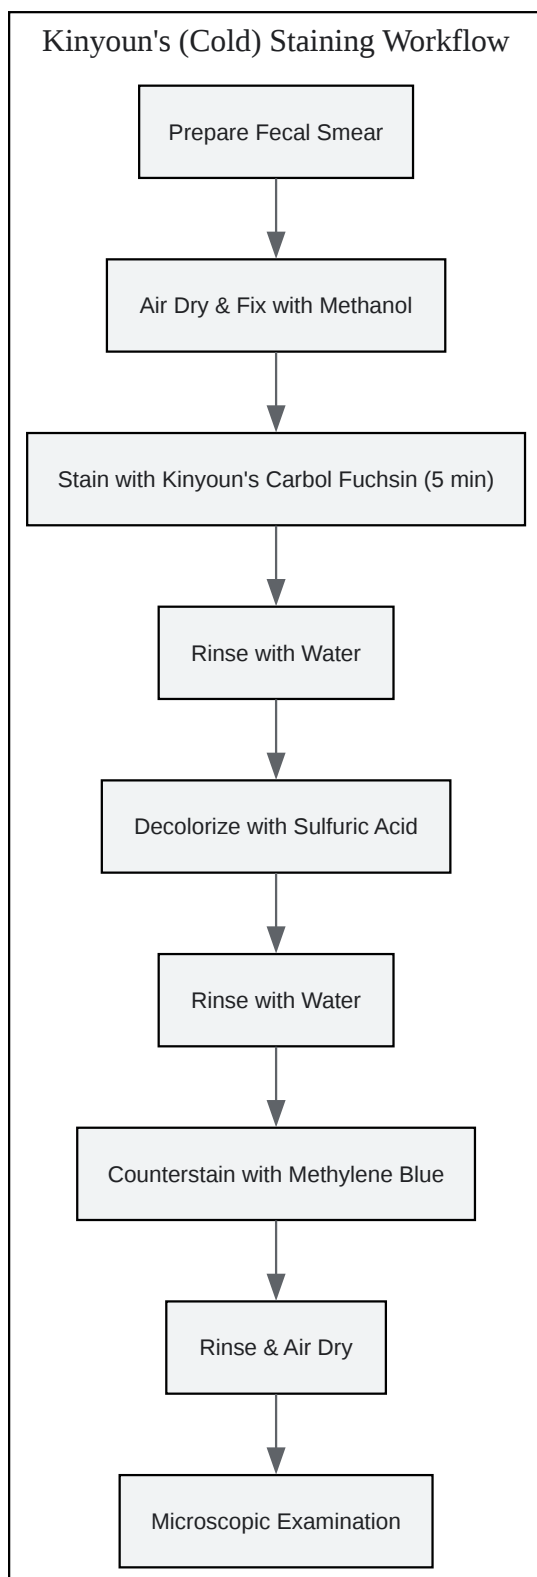 Kinyoun's (Cold) Staining Workflow
Prepare Fecal Smear
Air Dry & Fix with Methanol
Stain with Kinyoun's Carbol Fuchsin (5 min)
Rinse with Water
Decolorize with Sulfuric Acid
Rinse with Water
Counterstain with Methylene Blue
Rinse & Air Dry
Microscopic Examination